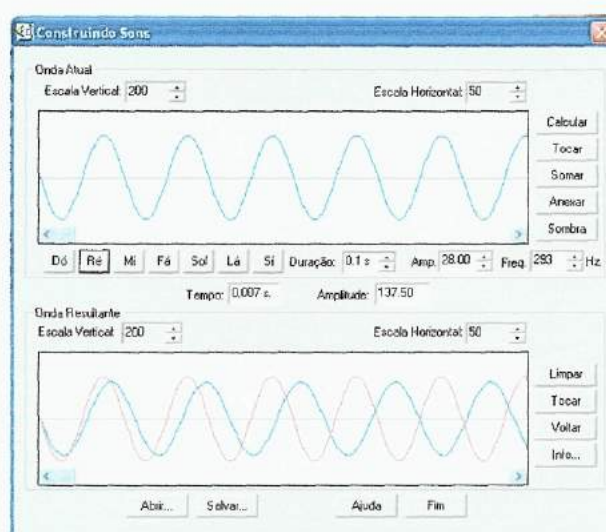 Construindo Sons
Onda Atual
Escala Vertical: 200
Escala Horizontal: 50
Calcular
Tocar
Somar
Anexar
Sombra
Dó Ré Mi Fá Sol Lá Sí Duração: 0.1 s Amp. 28.00 Freq. 293 Hz
Tempo: 0,007 s. Amplitude: 137.50
Onda Resultante
Escala Vertical: 200
Escala Horizontal: 50
Limpar
Tocar
Voltar
Info...
Abrir... Salvar... Ajuda Fim